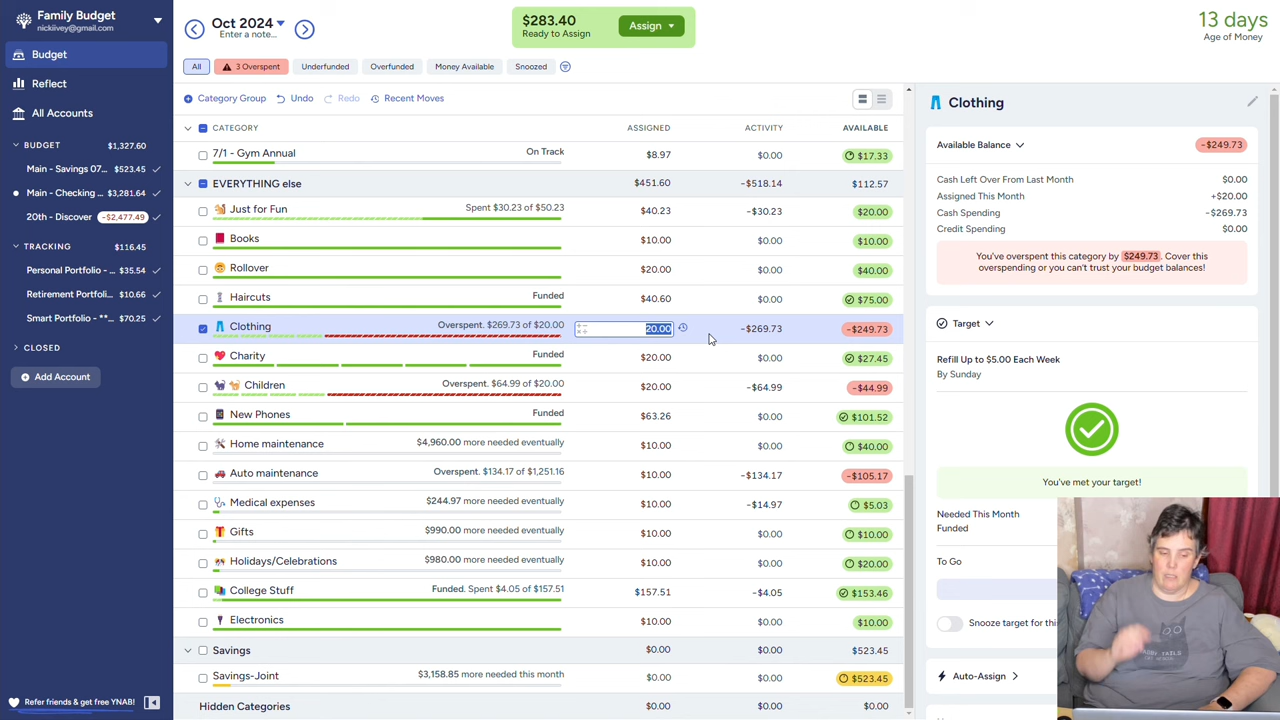 Family Budget
nickiivey@gmail.com
Budget
Reflect
All Accounts
BUDGET $1,327.60
Main - Savings 07... $523.45
Main - Checking ... $3,281.64
20th - Discover -$2,477.49
TRACKING $116.45
Personal Portfolio - ... $35.54
Retirement Portfoli... $10.66
Smart Portfolio - **... $70.25
CLOSED
Add Account
Refer friends & get free YNAB!
Oct 2024
Enter a note...
$283.40
Ready to Assign
Assign
13 days
Age of Money
All 3 Overspent Underfunded Overfunded Money Available Snoozed
Category Group Undo Redo Recent Moves
CATEGORY ASSIGNED ACTIVITY AVAILABLE
7/1 - Gym Annual On Track $8.97 $0.00 $17.33
EVERYTHING else $451.60 -$518.14 $112.57
Just for Fun Spent $30.23 of $50.23 $40.23 -$30.23 $20.00
Books $10.00 $0.00 $10.00
Rollover $20.00 $0.00 $40.00
Haircuts Funded $40.60 $0.00 $75.00
Clothing Overspent. $269.73 of $20.00 20.00 -$269.73 -$249.73
Charity Funded $20.00 $0.00 $27.45
Children Overspent. $64.99 of $20.00 $20.00 -$64.99 -$44.99
New Phones Funded $63.26 $0.00 $101.52
Home maintenance $4,960.00 more needed eventually $10.00 $0.00 $40.00
Auto maintenance Overspent. $134.17 of $1,251.16 $10.00 -$134.17 -$105.17
Medical expenses $244.97 more needed eventually $10.00 -$14.97 $5.03
Gifts $990.00 more needed eventually $10.00 $0.00 $10.00
Holidays/Celebrations $980.00 more needed eventually $10.00 $0.00 $20.00
College Stuff Funded. Spent $4.05 of $157.51 $157.51 -$4.05 $153.46
Electronics $10.00 $0.00 $10.00
Savings $0.00 $0.00 $523.45
Savings-Joint $3,158.85 more needed this month $0.00 $0.00 $523.45
Hidden Categories $0.00 $0.00 $0.00
Clothing
Available Balance -$249.73
Cash Left Over From Last Month $0.00
Assigned This Month +$20.00
Cash Spending -$269.73
Credit Spending $0.00
You've overspent this category by $249.73. Cover this
overspending or you can't trust your budget balances!
Target
Refill Up to $5.00 Each Week
By Sunday
You've met your target!
Needed This Month
Funded
To Go
Snooze target for thi
Auto-Assign